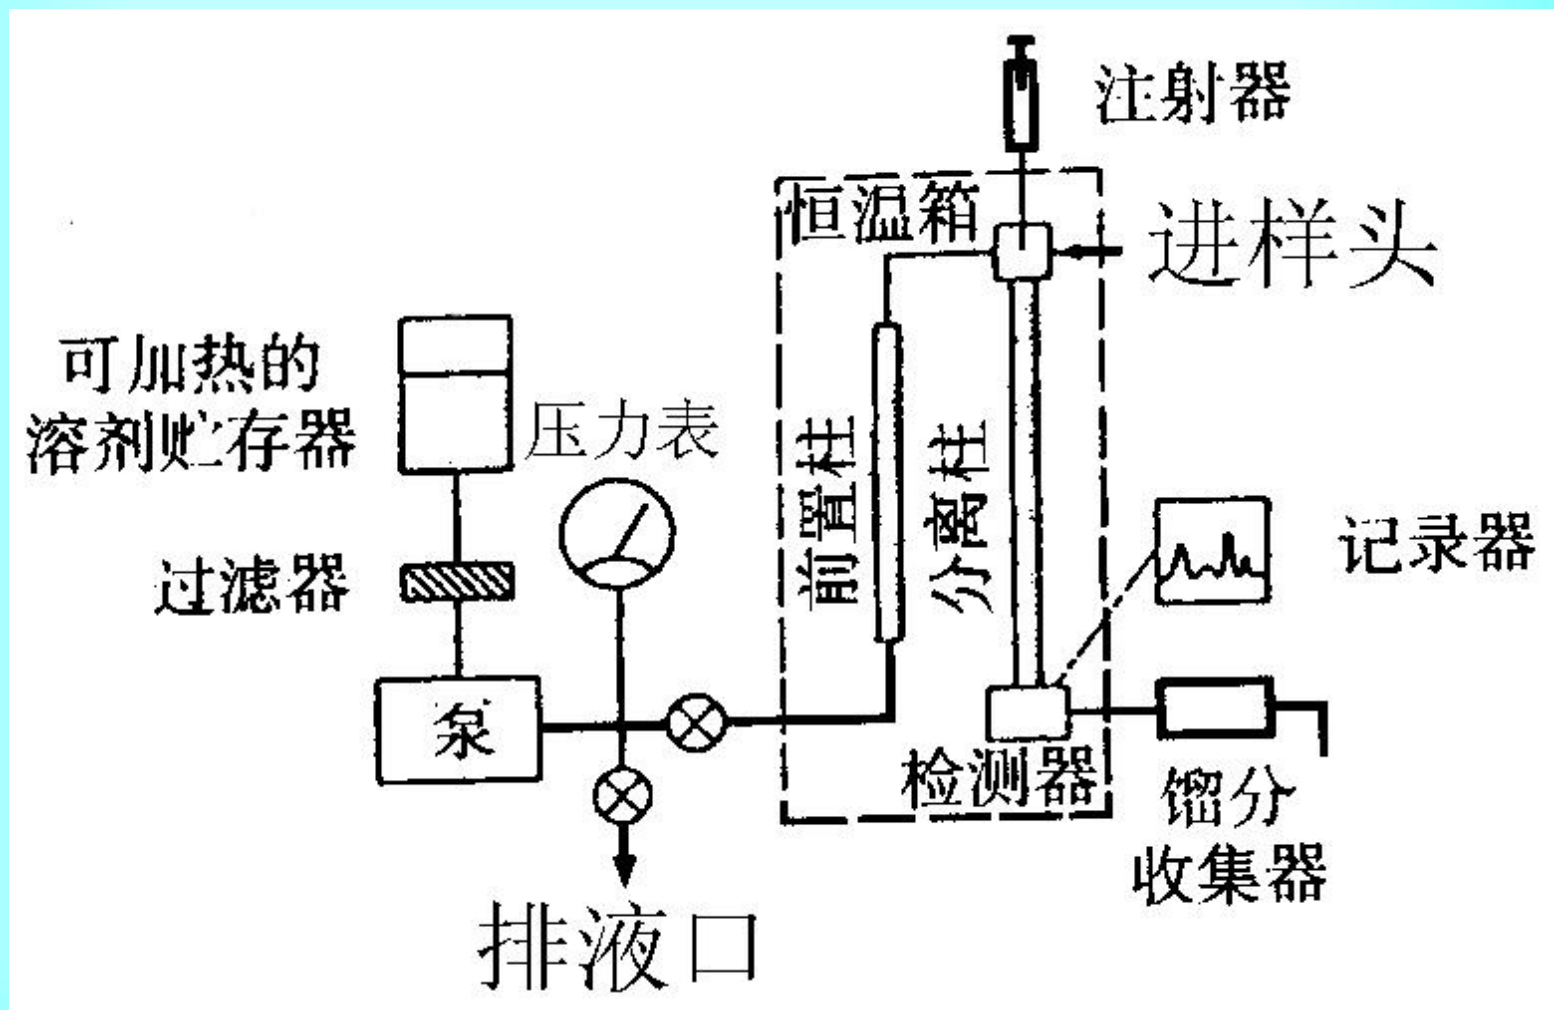 注射器
恒温箱
进样头
可加热的
溶剂贮存器
压力表
前置柱
分离柱
过滤器
记录器
泵
检测器
馏分
收集器
排液口